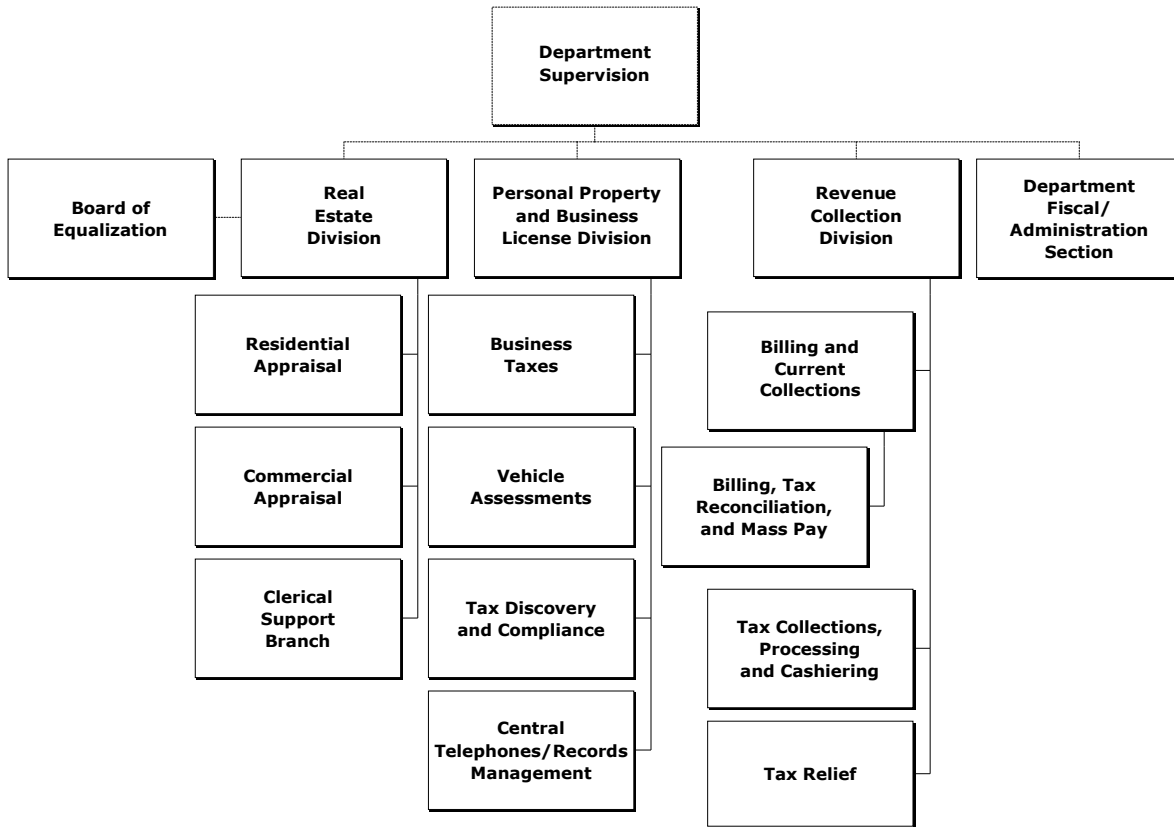 Department
Supervision
Board of
Equalization
Real
Estate
Division
Personal Property
and Business
License Division
Revenue
Collection
Division
Department
Fiscal/
Administration
Section
Residential
Appraisal
Business
Taxes
Billing and
Current
Collections
Commercial
Appraisal
Vehicle
Assessments
Billing, Tax
Reconciliation,
and Mass Pay
Clerical
Support
Branch
Tax Discovery
and Compliance
Tax Collections,
Processing
and Cashiering
Central
Telephones/Records
Management
Tax Relief